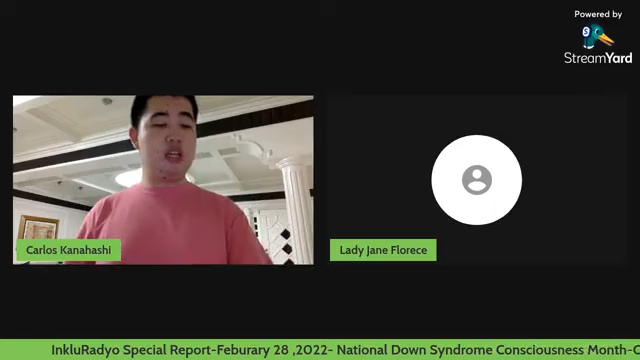 Powered by
StreamYard
Carlos Kanahashi
Lady Jane Florece
InkluRadyo Special Report-Feburary 28 ,2022- National Down Syndrome Consciousness Month-